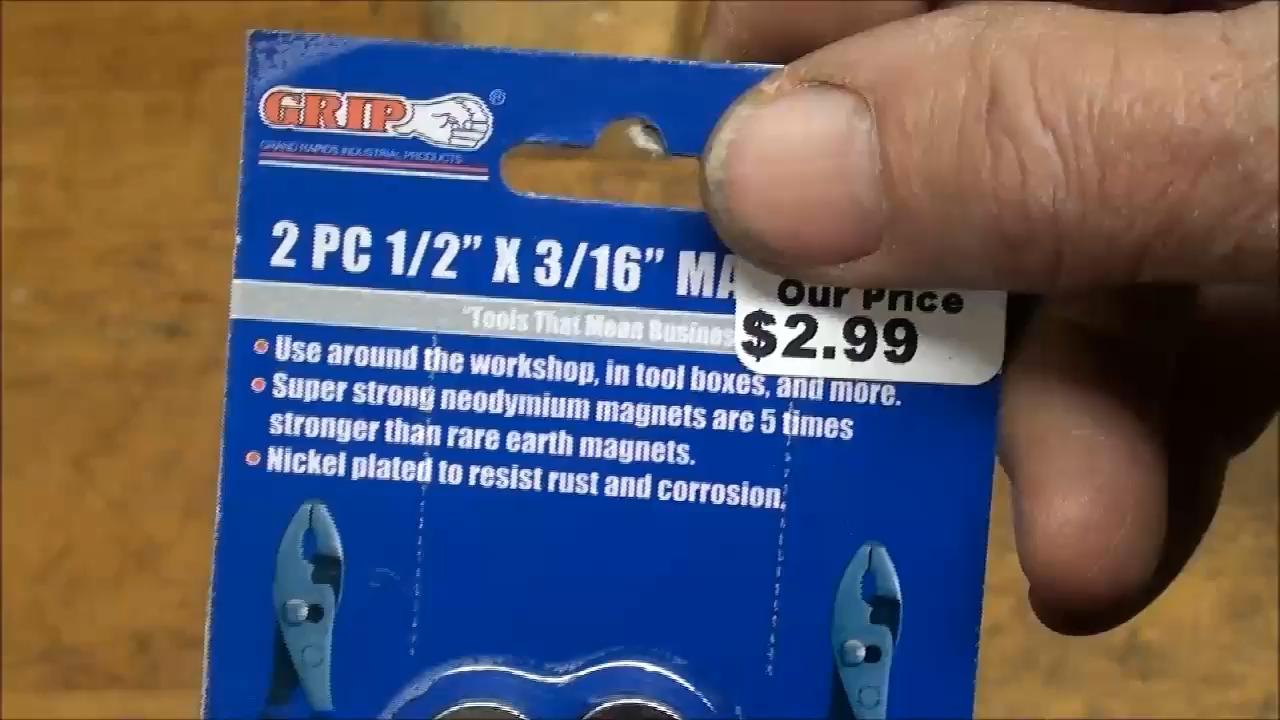 GRIP®
GRAND RAPIDS INDUSTRIAL PRODUCTS
2 PC 1/2” X 3/16” MA
"Tools That Mean Busines
Our Price
$2.99
• Use around the workshop, in tool boxes, and more.
• Super strong neodymium magnets are 5 times
stronger than rare earth magnets.
• Nickel plated to resist rust and corrosion.